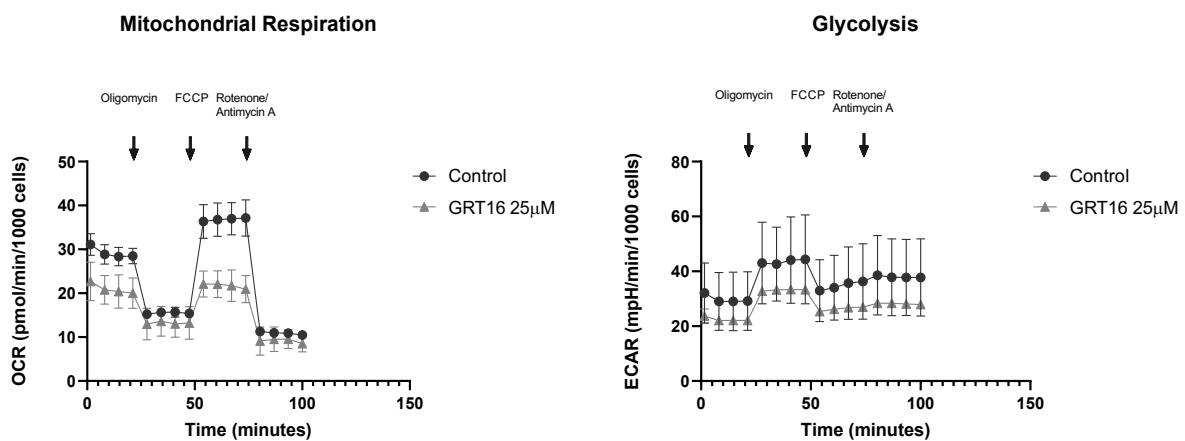 Mitochondrial Respiration
Oligomycin
FCCP
Rotenone/
Antimycin A
OCR (pmol/min/1000 cells)
50
40
30
20
10
0
0
50
100
150
Time (minutes)
Control
GRT16 25μM
Glycolysis
Oligomycin
FCCP
Rotenone/
Antimycin A
ECAR (mpH/min/1000 cells)
80
60
40
20
0
0
50
100
150
Time (minutes)
Control
GRT16 25μM